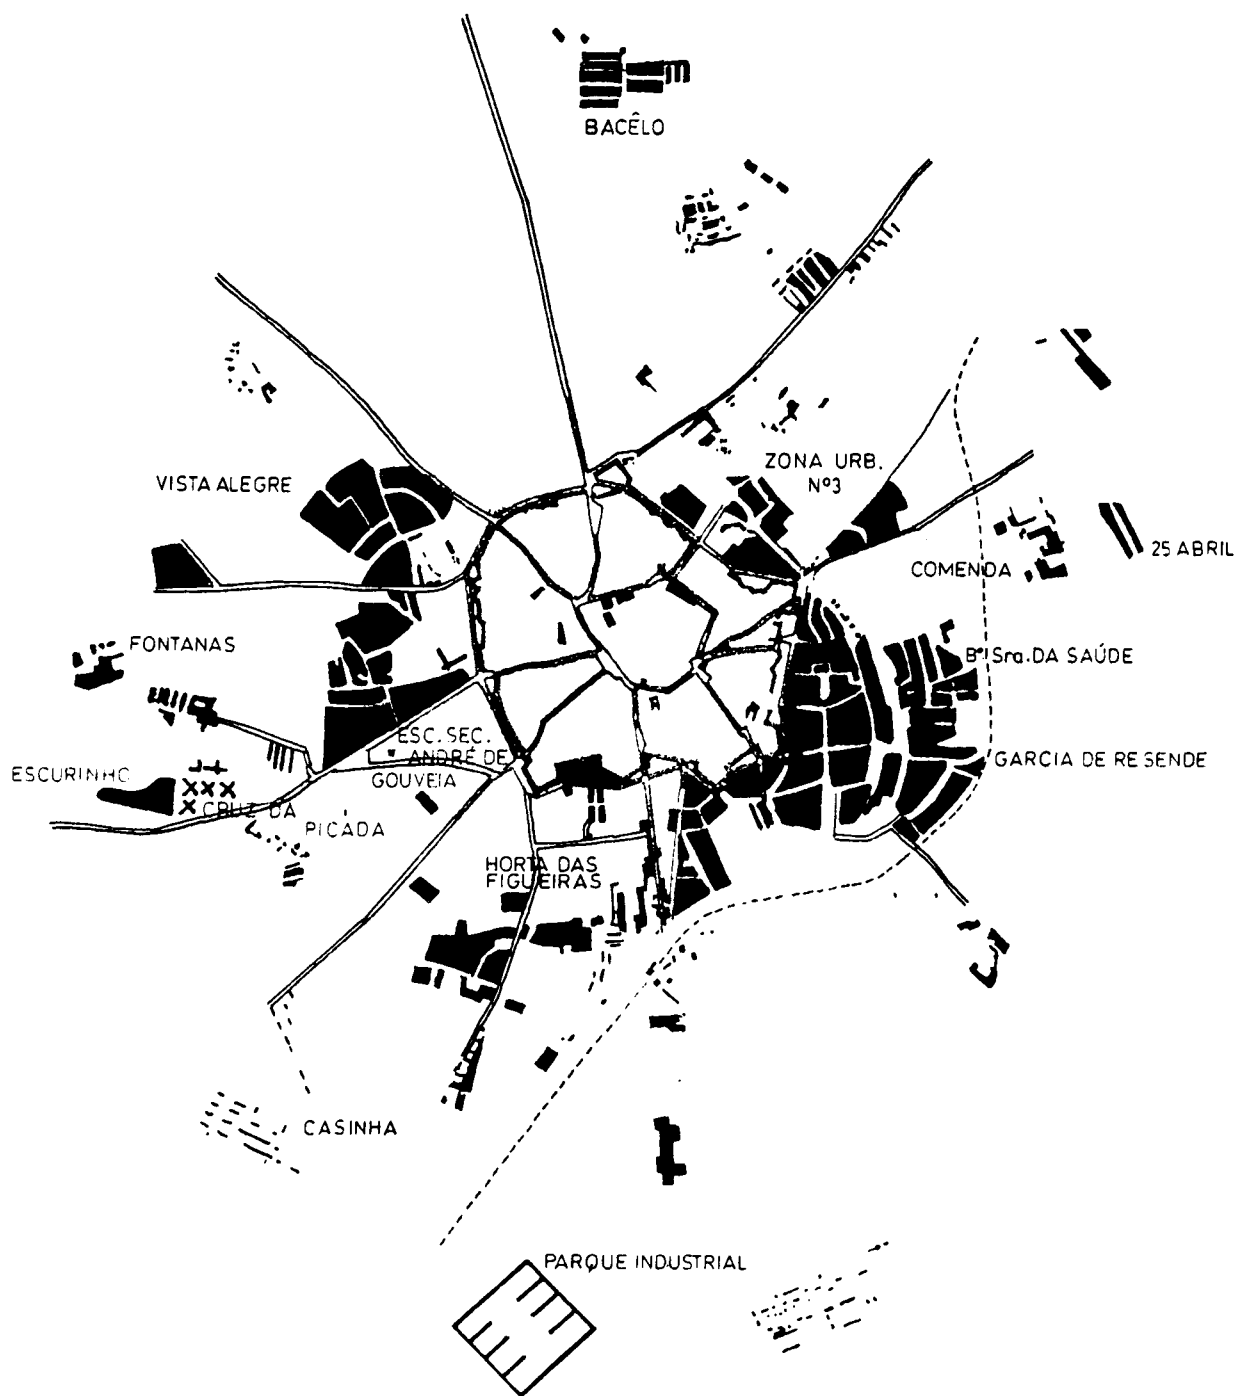 BACÊLO
ZONA URB.
Nº3
VISTA ALEGRE
25 ABRIL
COMENDA
FONTANAS
Bº Sra. DA SAÚDE
ESC. SEC.
ANDRÉ DE
GOUVEIA
GARCIA DE RESENDE
ESCURINHO
CRUZ DA
PICADA
HORTA DAS
FIGUEIRAS
CASINHA
PARQUE INDUSTRIAL